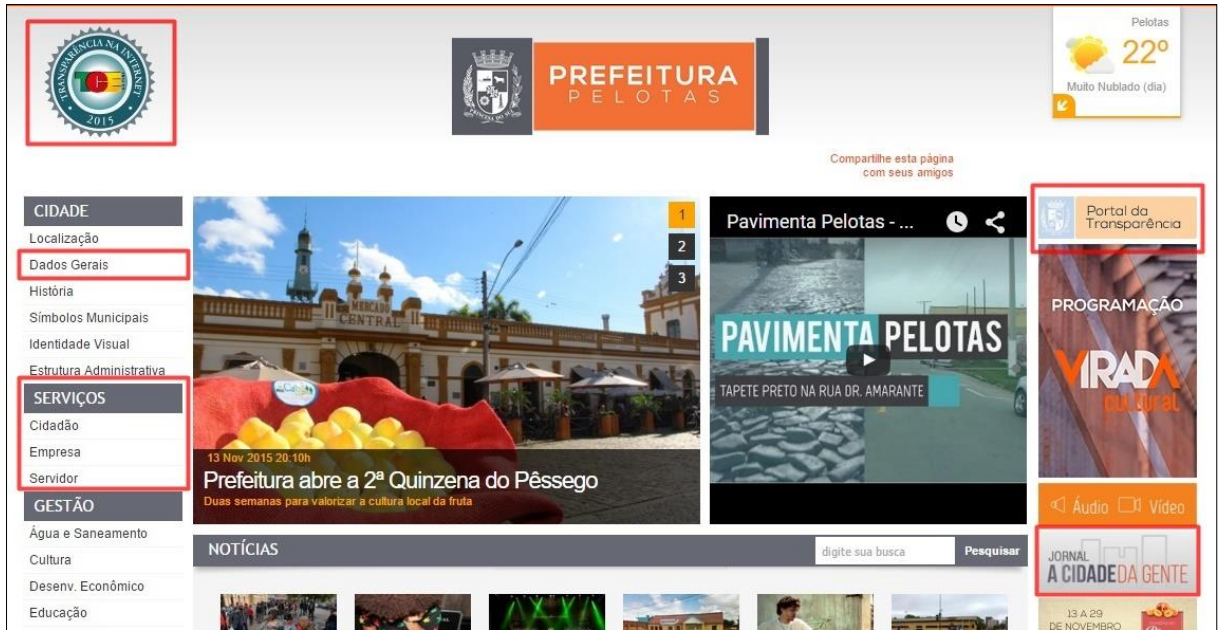 TRANSPARÊNCIA NA INTERNET
TCE
2015
PREFEITURA
PELOTAS
PRINCESA DO SUL
Pelotas
22º
Muito Nublado (dia)
Compartilhe esta página
com seus amigos
CIDADE
Localização
Dados Gerais
História
Símbolos Municipais
Identidade Visual
Estrutura Administrativa
SERVIÇOS
Cidadão
Empresa
Servidor
GESTÃO
Água e Saneamento
Cultura
Desenv. Econômico
Educação
1
2
3
MERCADO
CENTRAL
13 Nov 2015 20:10h
Prefeitura abre a 2ª Quinzena do Pêssego
Duas semanas para valorizar a cultura local da fruta
Pavimenta Pelotas - ...
PAVIMENTA PELOTAS
TAPETE PRETO NA RUA DR. AMARANTE
NOTÍCIAS
digite sua busca
Pesquisar
Portal da
Transparência
PROGRAMAÇÃO
VIRADA
cultural
Áudio
Vídeo
JORNAL
A CIDADE DA GENTE
13 A 29
DE NOVEMBRO